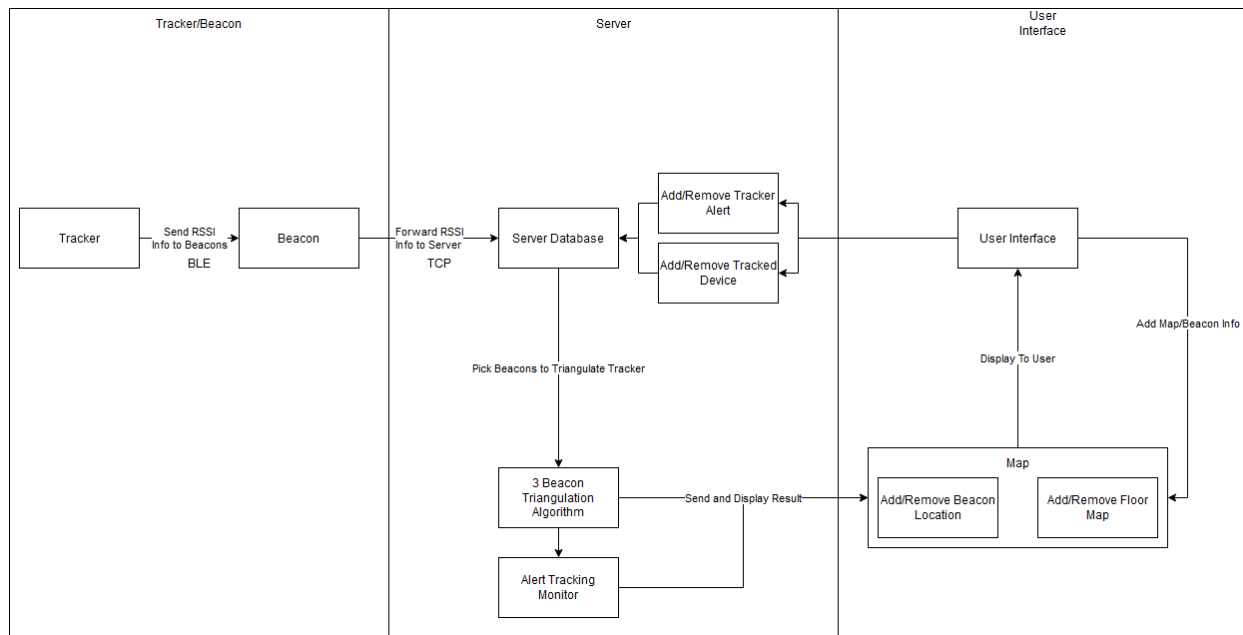 Tracker/Beacon
Server
User
Interface
Tracker
Send RSSI
Info to Beacons
BLE
Beacon
Forward RSSI
Info to Server
TCP
Server Database
Add/Remove Tracker
Alert
Add/Remove Tracked
Device
User Interface
Add Map/Beacon Info
Display To User
Pick Beacons to Triangulate Tracker
3 Beacon
Triangulation
Algorithm
Send and Display Result
Map
Add/Remove Beacon
Location
Add/Remove Floor
Map
Alert Tracking
Monitor